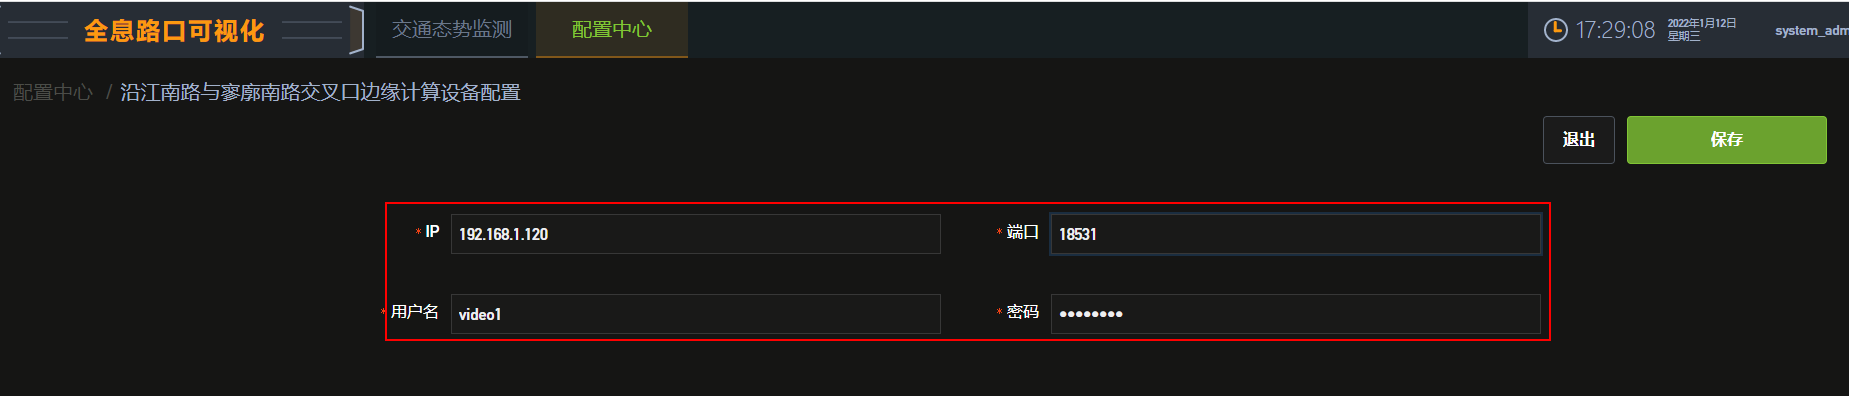 全息路口可视化 交通态势监测 配置中心 17:29:08 2022年1月12日 星期三 system_adm
配置中心 / 沿江南路与寥廓南路交叉口边缘计算设备配置
退出 保存
* IP 192.168.1.120 * 端口 18531
* 用户名 video1 * 密码 ••••••••